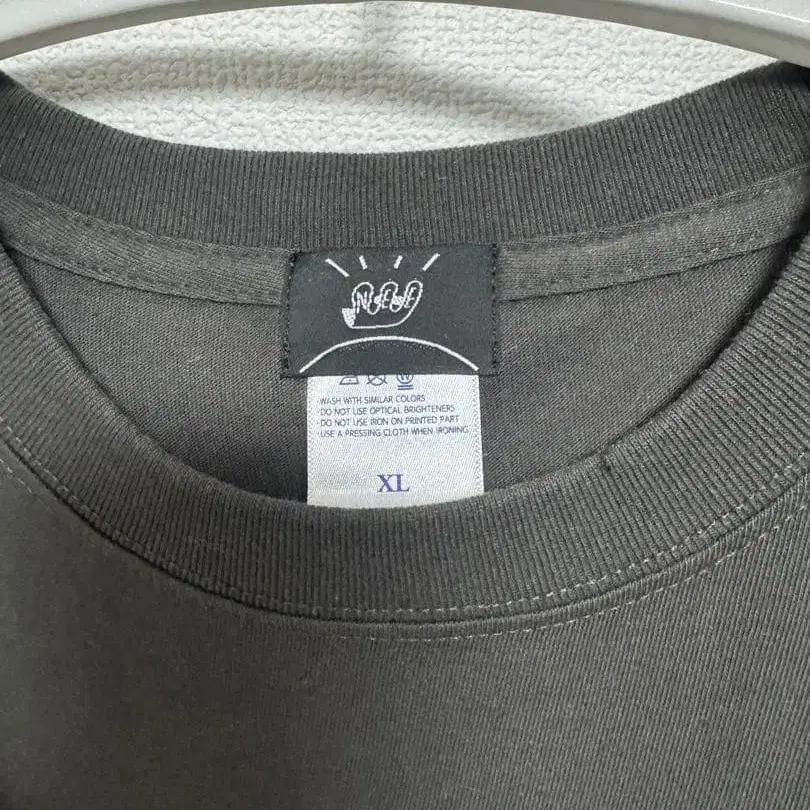 WASH WITH SIMILAR COLORS
DO NOT USE OPTICAL BRIGHTENERS
DO NOT USE IRON ON PRINTED PART
USE A PRESSING CLOTH WHEN IRONING
XL